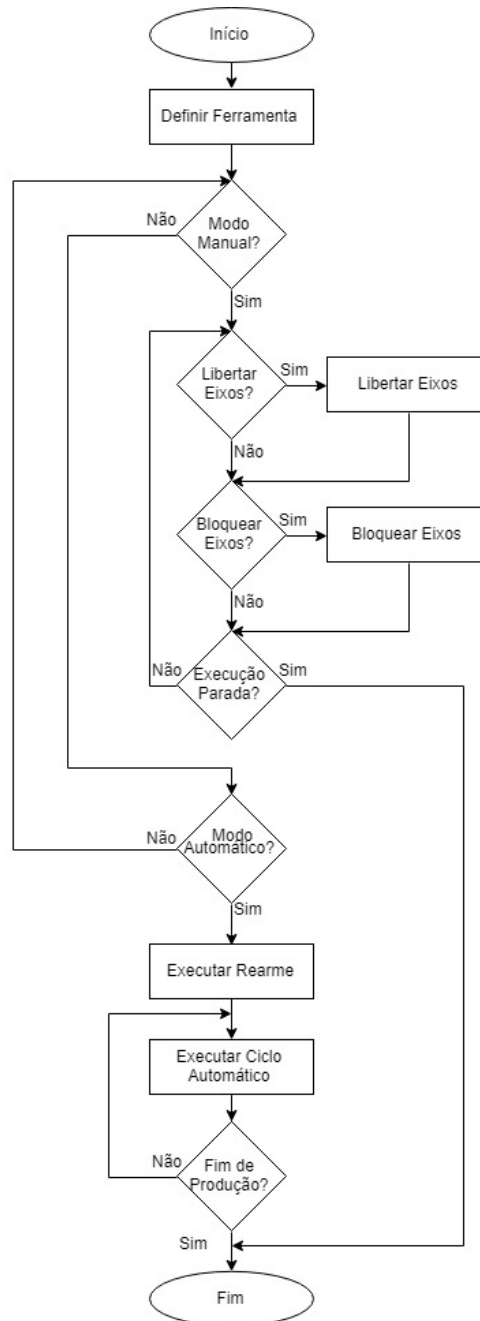 Início
Definir Ferramenta
Não
Modo
Manual?
Sim
Libertar
Eixos?
Sim
Libertar Eixos
Não
Bloquear
Eixos?
Sim
Bloquear Eixos
Não
Execução
Parada?
Não
Sim
Modo
Automático?
Não
Sim
Executar Rearme
Executar Ciclo
Automático
Não
Fim de
Produção?
Sim
Fim